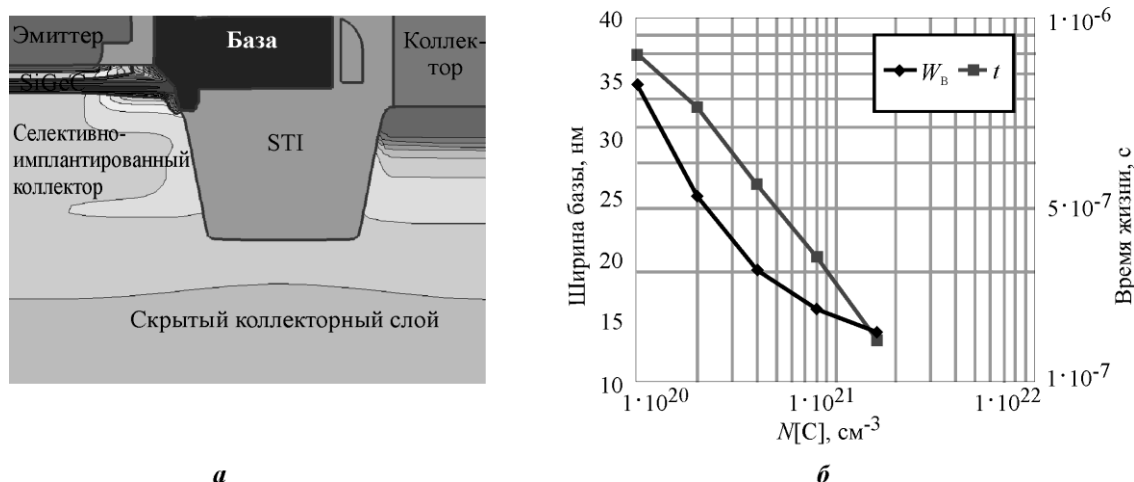 Эмиттер
База
Коллек-
тор
SiGeC
Селективно-
имплантированный
коллектор
STI
Скрытый коллекторный слой
а
40
35
30
25
20
15
10
Ширина базы, нм
W_B
t
1·10^-6
5·10^-7
1·10^-7
Время жизни, с
1·10^20
1·10^21
1·10^22
N[C], см^-3
б